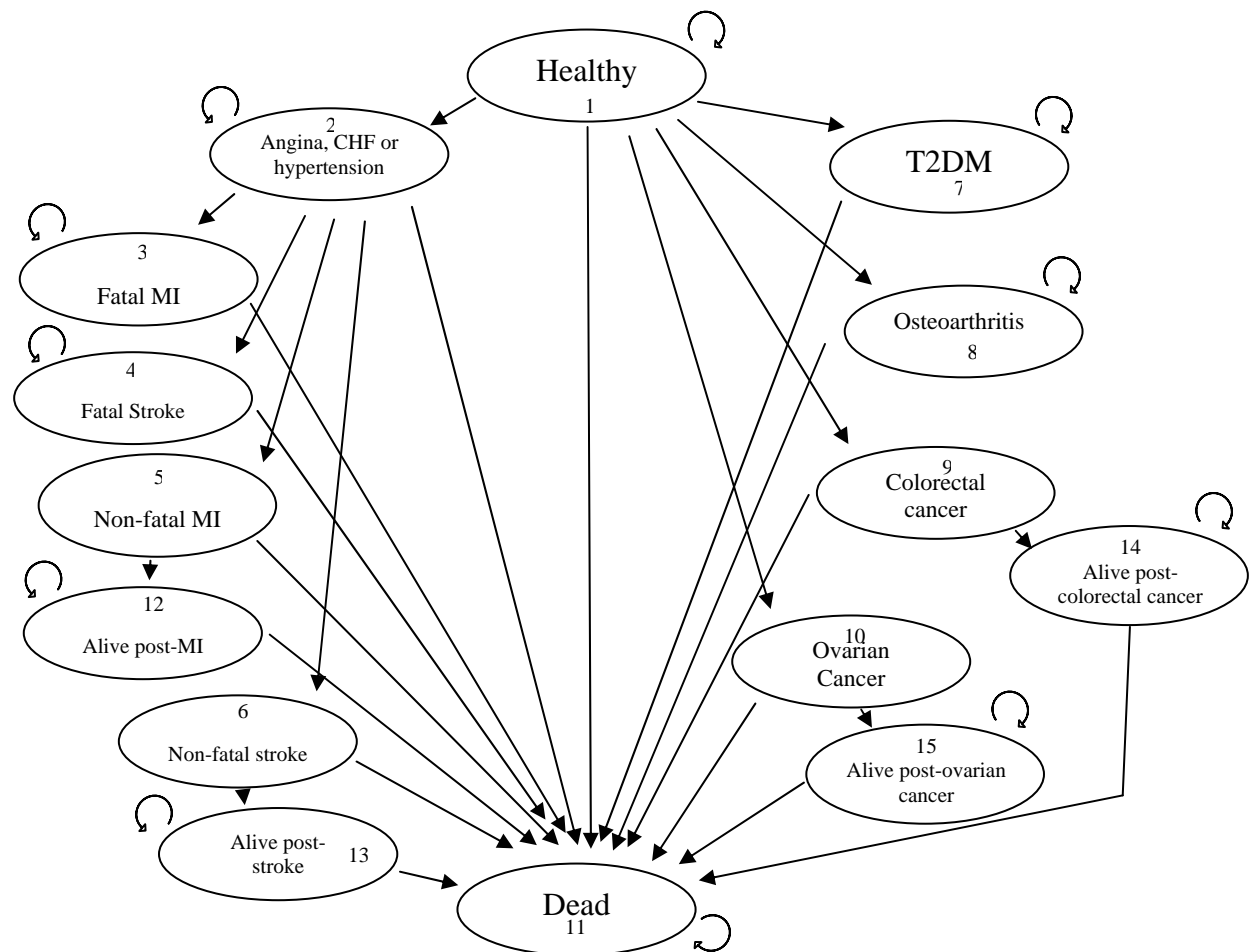 Healthy
1
2
Angina, CHF or
hypertension
T2DM
7
3
Fatal MI
Osteoarthritis
8
4
Fatal Stroke
5
Non-fatal MI
9
Colorectal
cancer
14
Alive post-
colorectal cancer
12
Alive post-MI
10
Ovarian
Cancer
6
Non-fatal stroke
15
Alive post-ovarian
cancer
Alive post-
stroke 13
Dead
11